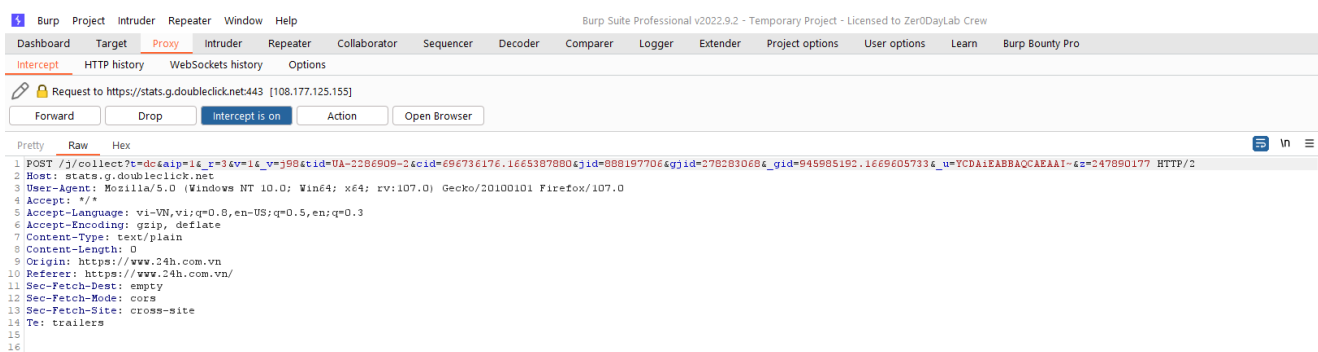 Burp Project Intruder Repeater Window Help Burp Suite Professional v2022.9.2 - Temporary Project - Licensed to Zer0DayLab Crew
Dashboard Target Proxy Intruder Repeater Collaborator Sequencer Decoder Comparer Logger Extender Project options User options Learn Burp Bounty Pro
Intercept HTTP history WebSockets history Options
Request to https://stats.g.doubleclick.net:443 [108.177.125.155]
Forward Drop Intercept is on Action Open Browser
Pretty Raw Hex \n
1 POST /j/collect?t=dc&aip=1&_r=3&v=1&_v=j98&tid=UA-2286909-2&cid=696736176.1665387880&jid=888197706&gjid=278283068&_gid=945985192.1669605733&_u=YCDAiEABBAAQCAEAAI~&z=247890177 HTTP/2
2 Host: stats.g.doubleclick.net
3 User-Agent: Mozilla/5.0 (Windows NT 10.0; Win64; x64; rv:107.0) Gecko/20100101 Firefox/107.0
4 Accept: */*
5 Accept-Language: vi-VN,vi;q=0.8,en-US;q=0.5,en;q=0.3
6 Accept-Encoding: gzip, deflate
7 Content-Type: text/plain
8 Content-Length: 0
9 Origin: https://www.24h.com.vn
10 Referer: https://www.24h.com.vn/
11 Sec-Fetch-Dest: empty
12 Sec-Fetch-Mode: cors
13 Sec-Fetch-Site: cross-site
14 Te: trailers
15
16